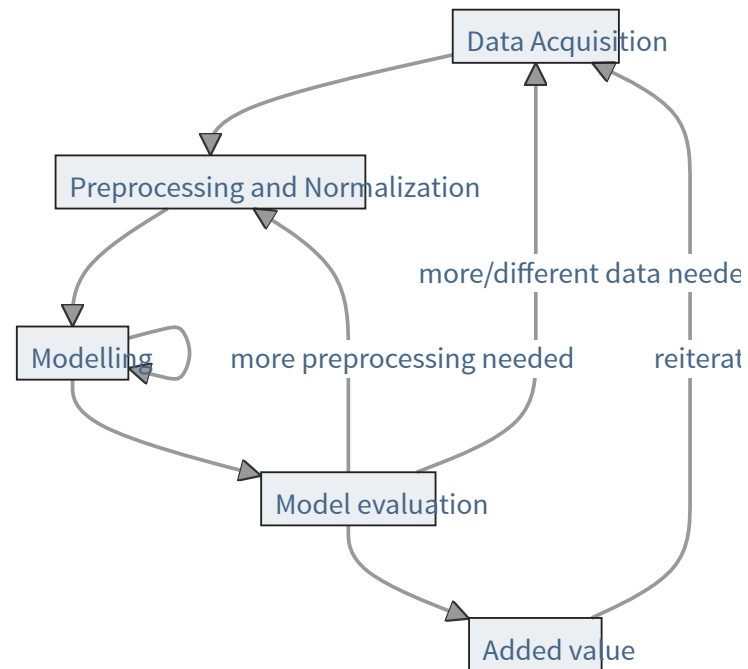 Data Acquisition
Preprocessing and Normalization
more/different data neede
Modelling
more preprocessing needed
reiterat
Model evaluation
Added value